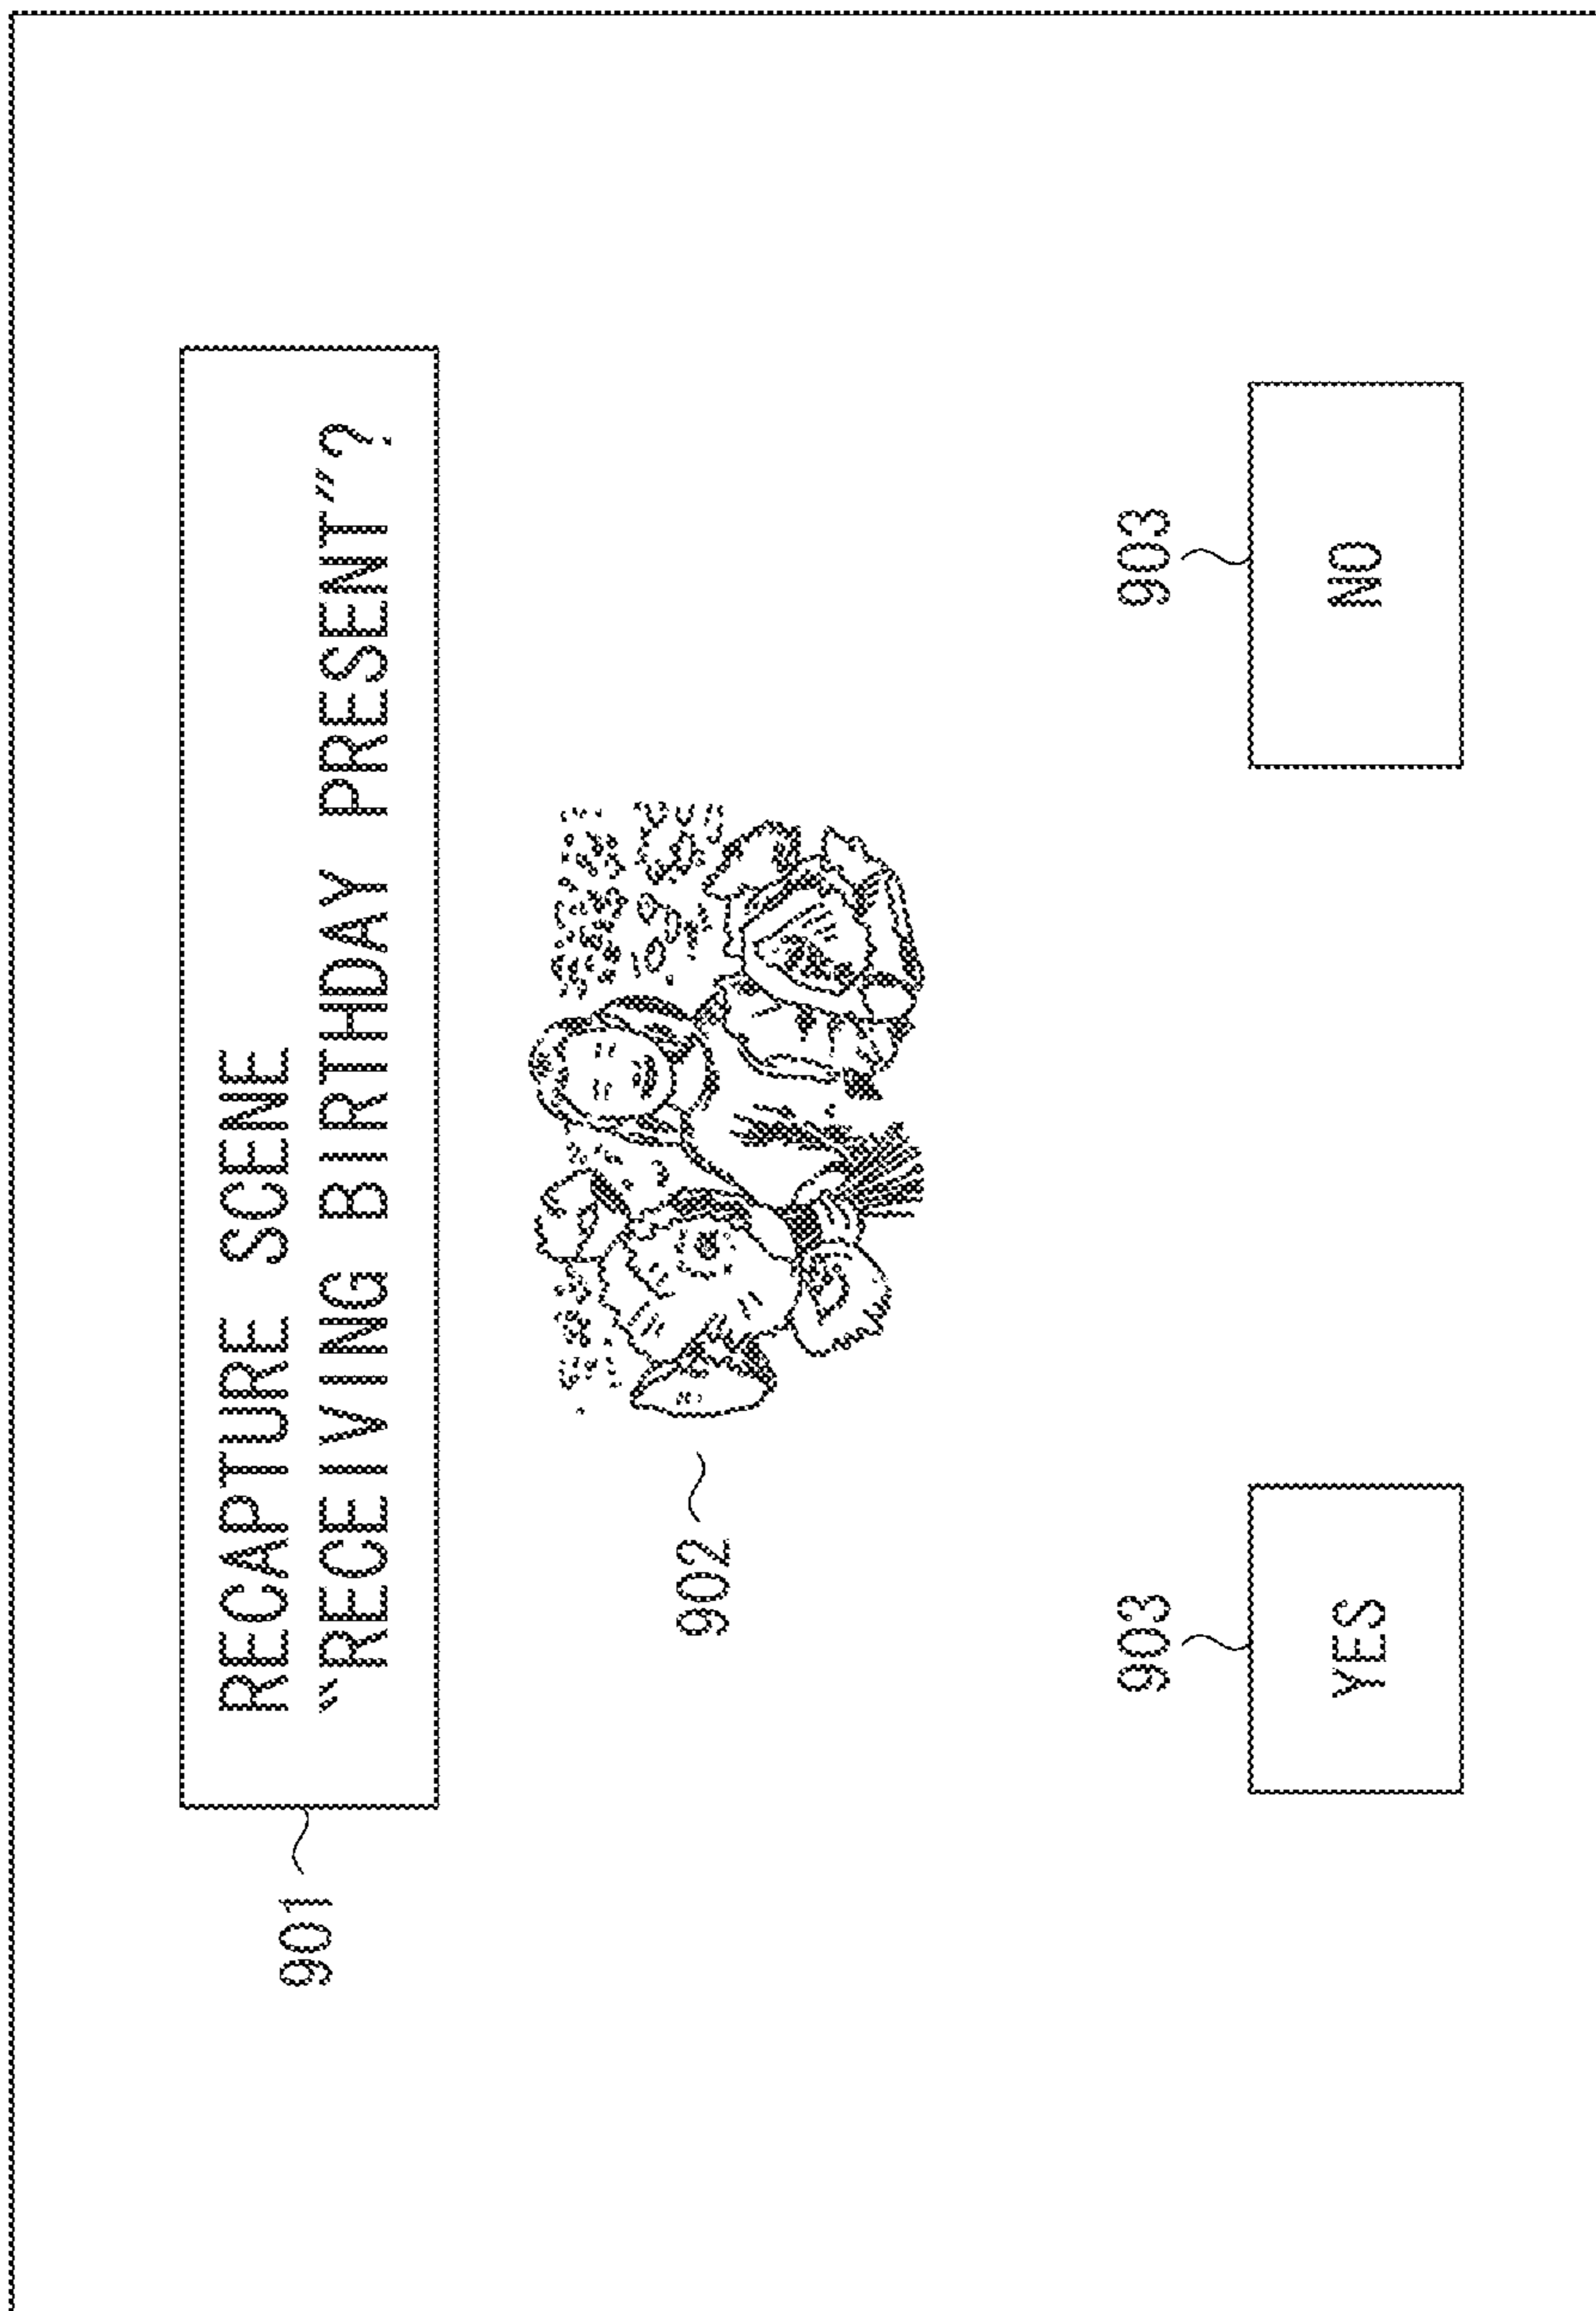 901
RECAPTURE SCENE
"RECEIVING BIRTHDAY PRESENT"?
902
903
YES
903
NO